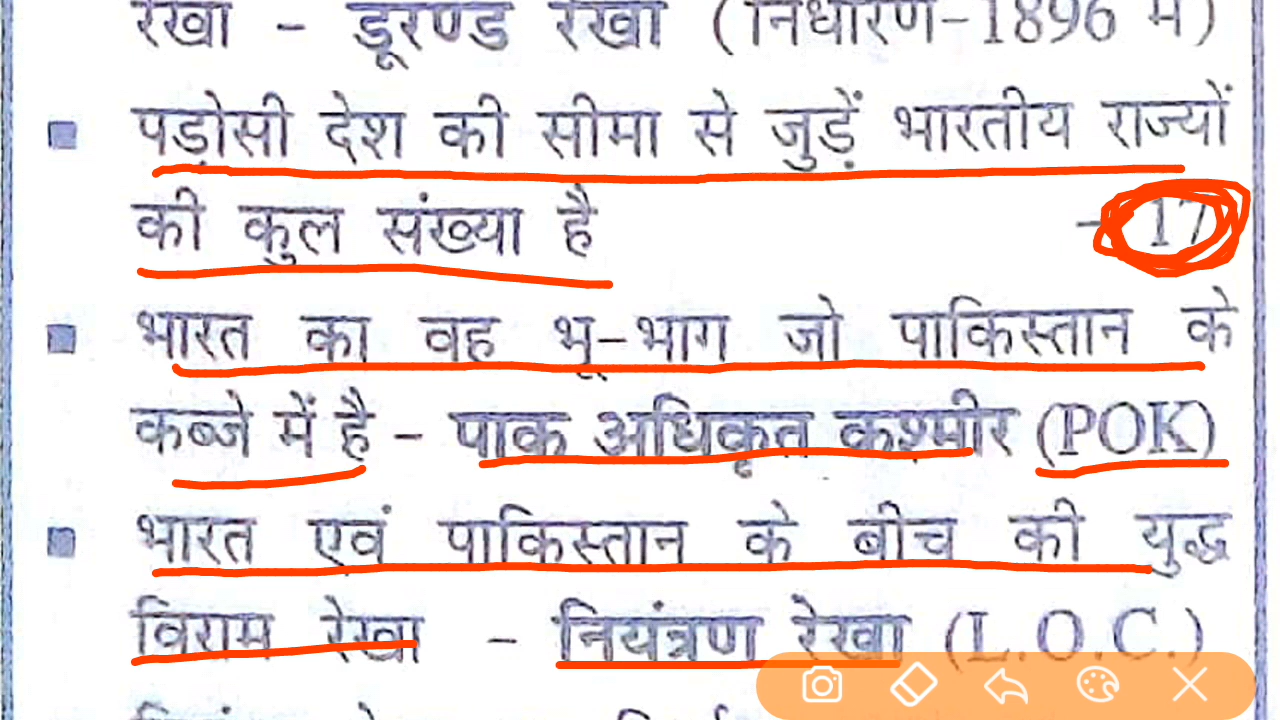 रेखा - डूरण्ड रेखा (निर्धारण-1896 में)
पड़ोसी देश की सीमा से जुड़ें भारतीय राज्यों
की कुल संख्या है - 17
भारत का वह भू-भाग जो पाकिस्तान के
कब्जे में है - पाक अधिकृत कश्मीर (POK)
भारत एवं पाकिस्तान के बीच की युद्ध
विराम रेखा - नियंत्रण रेखा (L.O.C.)